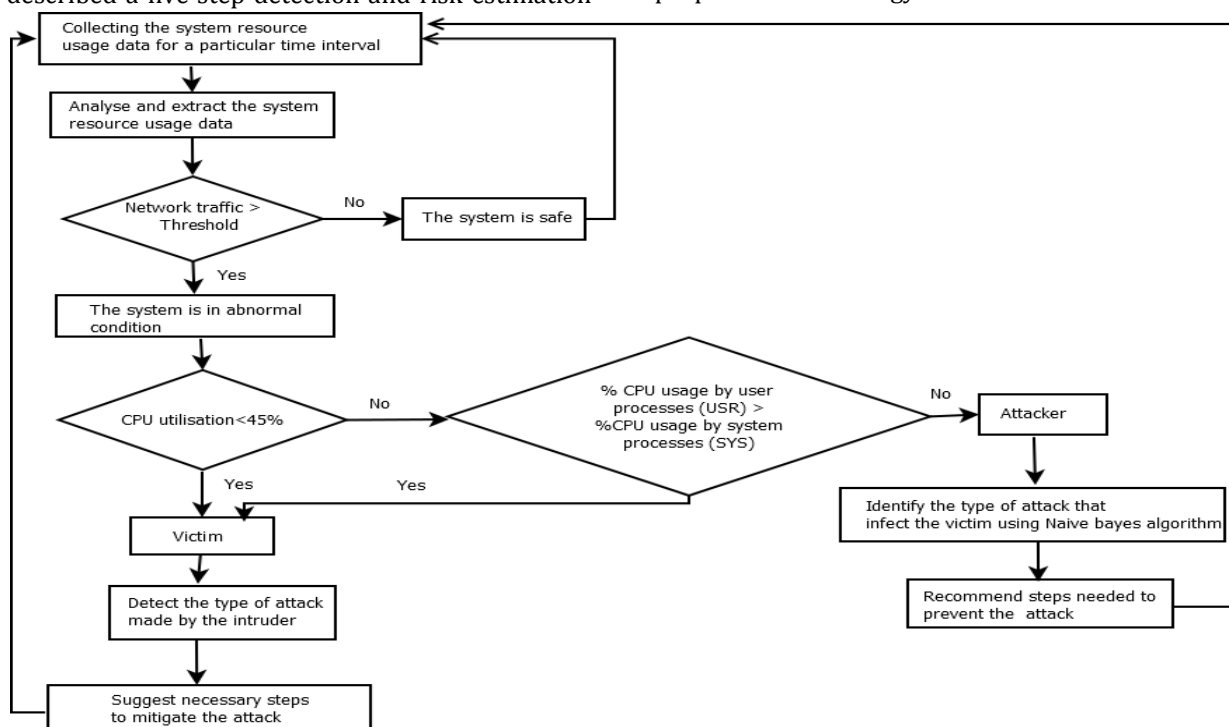 described a five step detection and risk estimation
Collecting the system resource
usage data for a particular time interval
Analyse and extract the system
resource usage data
Network traffic >
Threshold
No
The system is safe
Yes
The system is in abnormal
condition
CPU utilisation<45%
No
% CPU usage by user
processes (USR) >
%CPU usage by system
processes (SYS)
No
Attacker
Yes
Yes
Victim
Identify the type of attack that
infect the victim using Naive bayes algorithm
Detect the type of attack
made by the intruder
Recommend steps needed to
prevent the attack
Suggest necessary steps
to mitigate the attack